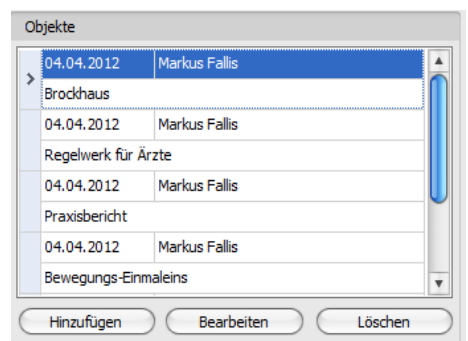 Objekte
04.04.2012 Markus Fallis
Brockhaus
04.04.2012 Markus Fallis
Regelwerk für Ärzte
04.04.2012 Markus Fallis
Praxisbericht
04.04.2012 Markus Fallis
Bewegungs-Einmaleins
Hinzufügen Bearbeiten Löschen